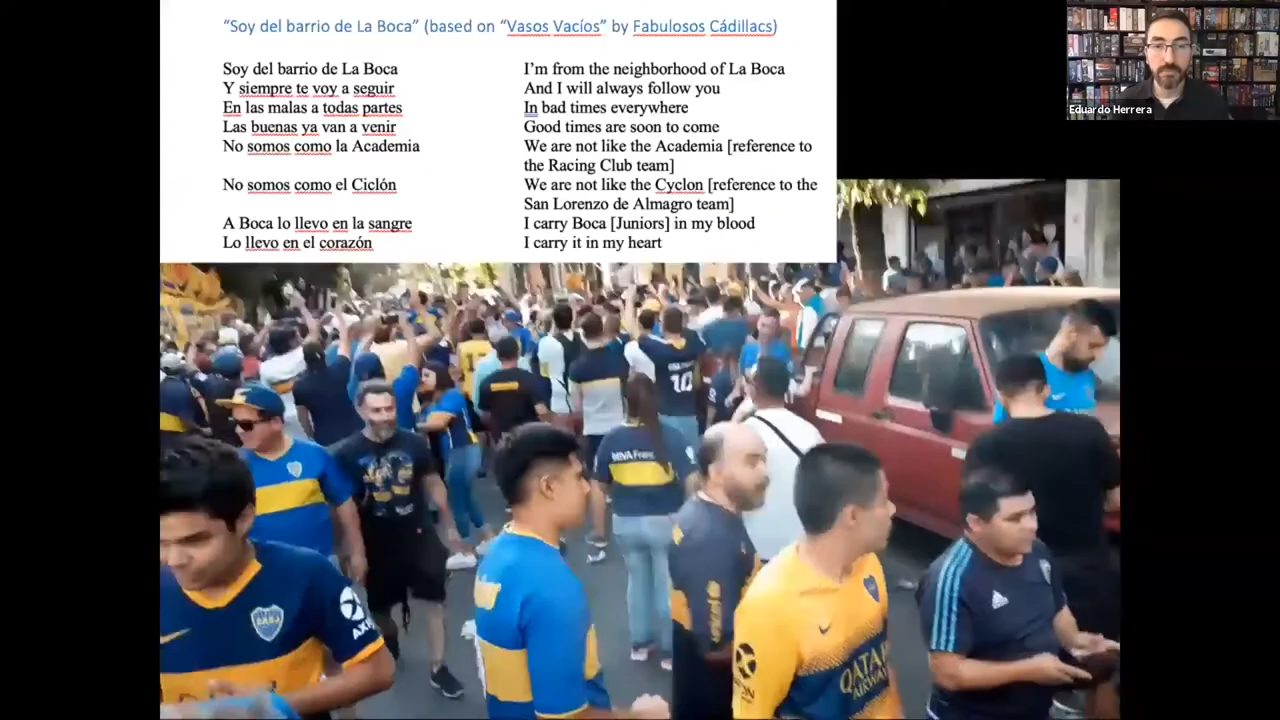 “Soy del barrio de La Boca” (based on “Vasos Vacíos” by Fabulosos Cádillacs)
Soy del barrio de La Boca
Y siempre te voy a seguir
En las malas a todas partes
Las buenas ya van a venir
No somos como la Academia
No somos como el Ciclón
A Boca lo llevo en la sangre
Lo llevo en el corazón
I’m from the neighborhood of La Boca
And I will always follow you
In bad times everywhere
Good times are soon to come
We are not like the Academia [reference to
the Racing Club team]
We are not like the Cyclon [reference to the
San Lorenzo de Almagro team]
I carry Boca [Juniors] in my blood
I carry it in my heart
Eduardo Herrera
BBVA
10
QATAR
AIRWAYS